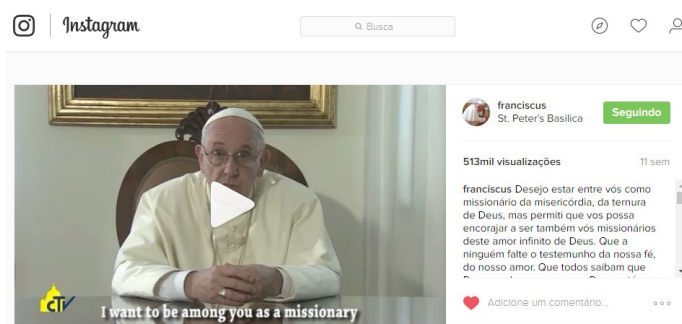 Instagram
Busca
franciscus
St. Peter's Basilica
Seguindo
513mil visualizações
11 sem
franciscus Desejo estar entre vós como
missionário da misericórdia, da ternura
de Deus, mas permiti que vos possa
encorajar a ser também vós missionários
deste amor infinito de Deus. Que a
ninguém falte o testemunho da nossa fé,
do nosso amor. Que todos saibam que
CTV
I want to be among you as a missionary
Adicione um comentário...